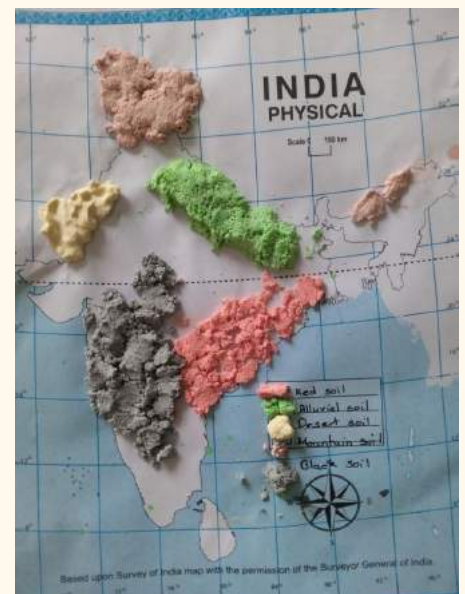 INDIA
PHYSICAL
Scale
Red soil
Alluvial soil
Desert soil
Mountain soil
Black soil
Based upon Survey of India map with the permission of the Surveyor General of India